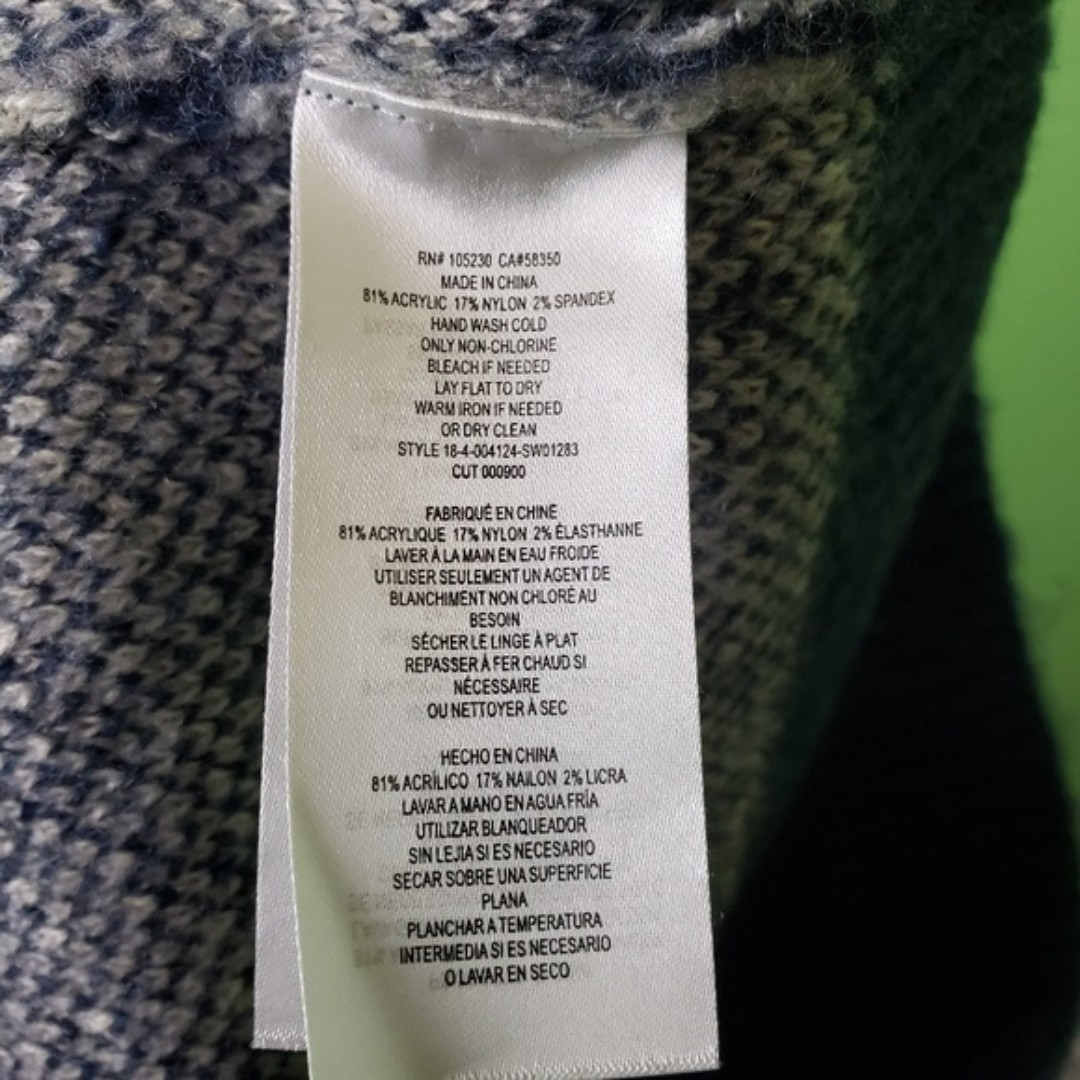 RN# 105230 CA#58350
MADE IN CHINA
81% ACRYLIC 17% NYLON 2% SPANDEX
HAND WASH COLD
ONLY NON-CHLORINE
BLEACH IF NEEDED
LAY FLAT TO DRY
WARM IRON IF NEEDED
OR DRY CLEAN
STYLE 18-4-004124-SW01283
CUT 000900
FABRIQUÉ EN CHINE
81% ACRYLIQUE 17% NYLON 2% ÉLASTHANNE
LAVER À LA MAIN EN EAU FROIDE
UTILISER SEULEMENT UN AGENT DE
BLANCHIMENT NON CHLORÉ AU
BESOIN
SÉCHER LE LINGE À PLAT
REPASSER À FER CHAUD SI
NÉCESSAIRE
OU NETTOYER À SEC
HECHO EN CHINA
81% ACRÍLICO 17% NAILON 2% LICRA
LAVAR A MANO EN AGUA FRÍA
UTILIZAR BLANQUEADOR
SIN LEJIA SI ES NECESARIO
SECAR SOBRE UNA SUPERFICIE
PLANA
PLANCHAR A TEMPERATURA
INTERMEDIA SI ES NECESARIO
O LAVAR EN SECO